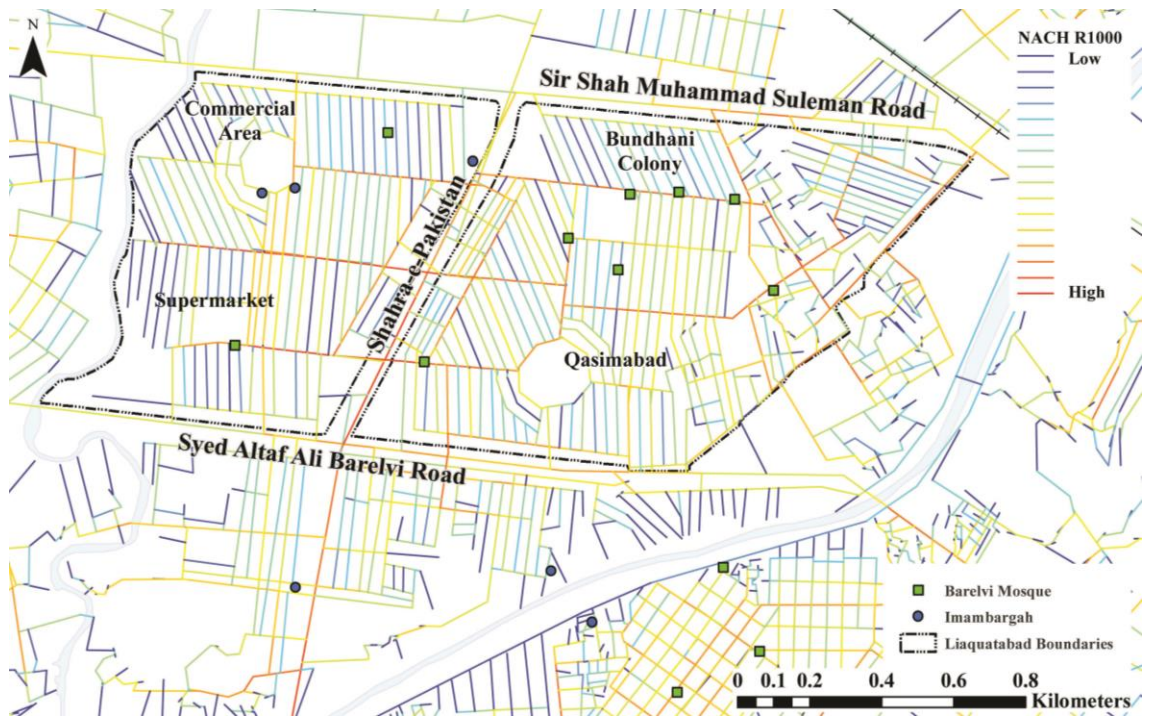 N
NACH R1000
Low
High
Sir Shah Muhammad Suleman Road
Commercial
Area
Bundhani
Colony
Shahra-e-Pakistan
Supermarket
Qasimabad
Syed Altaf Ali Barelvi Road
Barelvi Mosque
Imambargah
Liaquatabad Boundaries
0 0.1 0.2 0.4 0.6 0.8
Kilometers